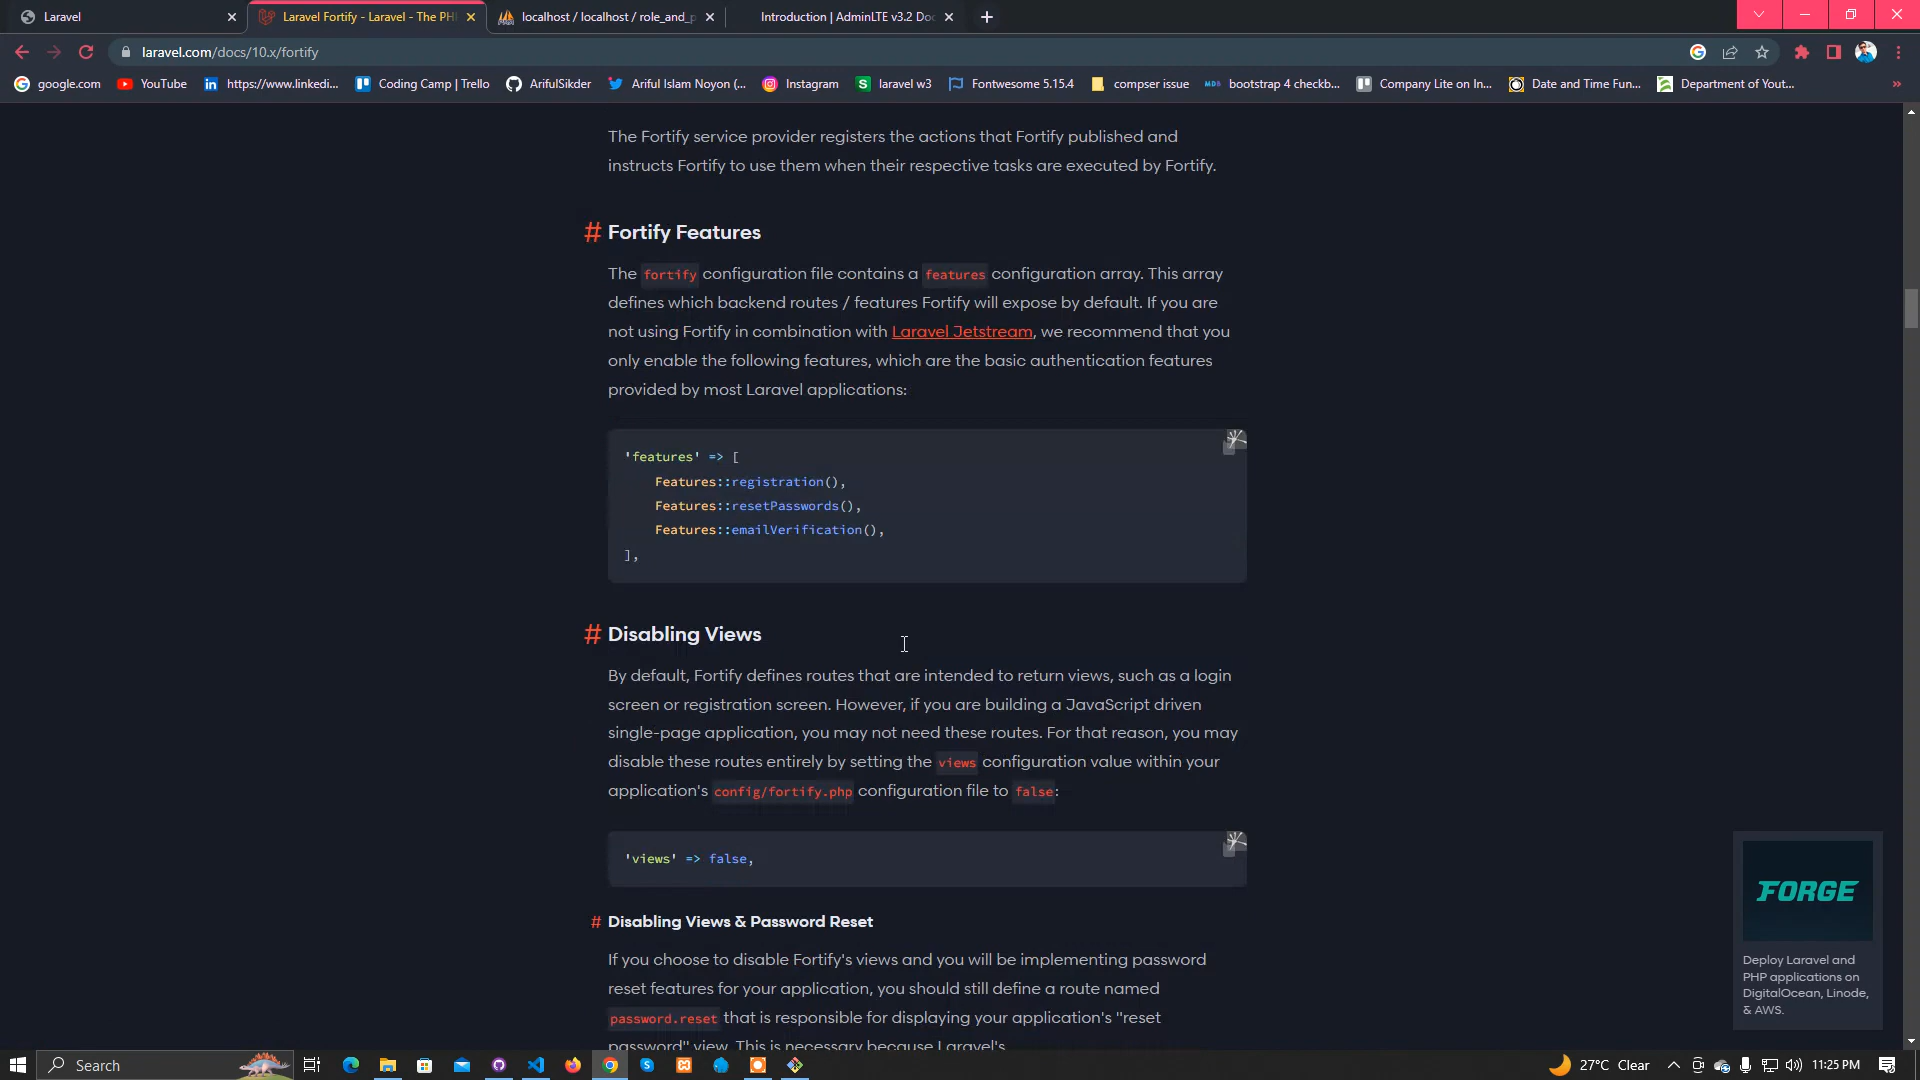 Laravel
Laravel Fortify - Laravel - The PH
localhost / localhost / role_and_p
Introduction | AdminLTE v3.2 Doc
laravel.com/docs/10.x/fortify
google.com
YouTube
https://www.linkedi...
Coding Camp | Trello
ArifulSikder
Ariful Islam Noyon (...
Instagram
laravel w3
Fontwesome 5.15.4
compser issue
bootstrap 4 checkb...
Company Lite on In...
Date and Time Fun...
Department of Yout...
The Fortify service provider registers the actions that Fortify published and
instructs Fortify to use them when their respective tasks are executed by Fortify.
# Fortify Features
The fortify configuration file contains a features configuration array. This array
defines which backend routes / features Fortify will expose by default. If you are
not using Fortify in combination with Laravel Jetstream, we recommend that you
only enable the following features, which are the basic authentication features
provided by most Laravel applications:
'features' => [
Features::registration(),
Features::resetPasswords(),
Features::emailVerification(),
],
# Disabling Views
By default, Fortify defines routes that are intended to return views, such as a login
screen or registration screen. However, if you are building a JavaScript driven
single-page application, you may not need these routes. For that reason, you may
disable these routes entirely by setting the views configuration value within your
application's config/fortify.php configuration file to false:
'views' => false,
# Disabling Views & Password Reset
If you choose to disable Fortify's views and you will be implementing password
reset features for your application, you should still define a route named
password.reset that is responsible for displaying your application's "reset
password" view. This is necessary because Laravel's
FORGE
Deploy Laravel and
PHP applications on
DigitalOcean, Linode,
& AWS.
Search
27°C Clear
11:25 PM